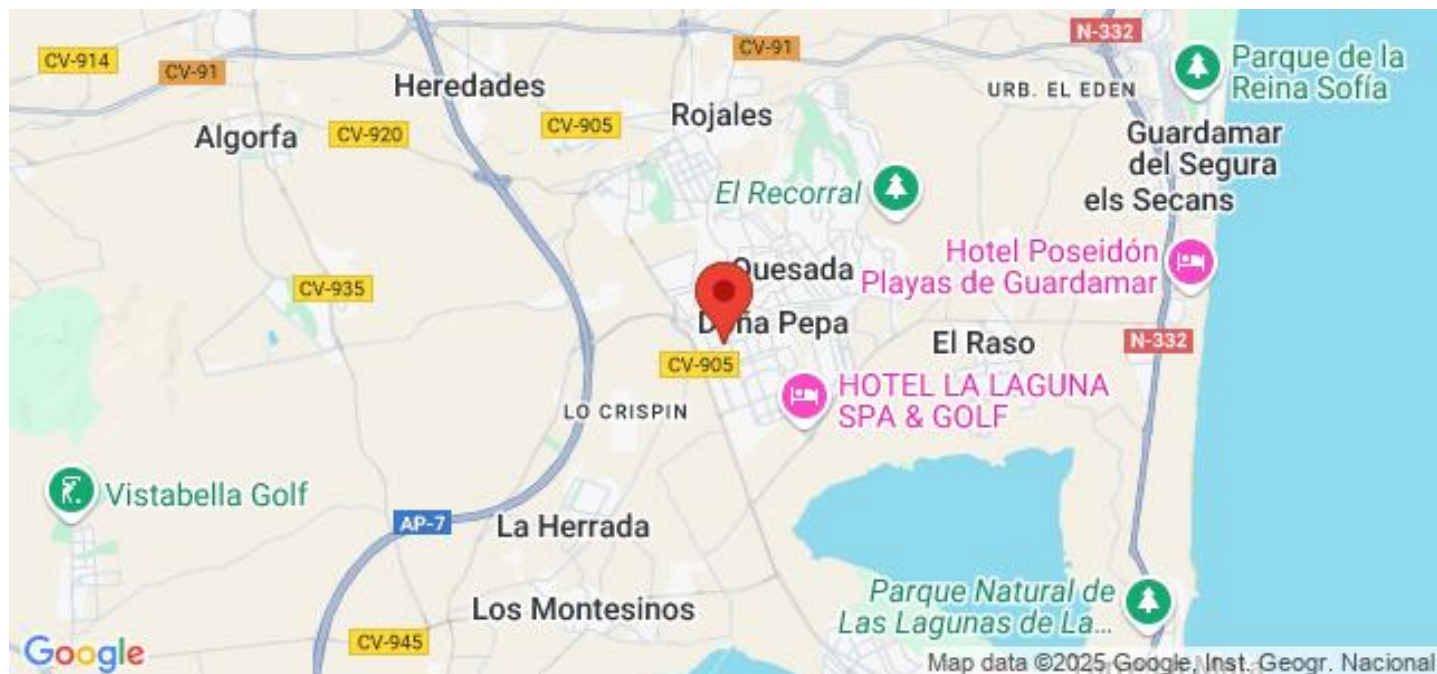 N-332
CV-914
CV-91
CV-91
Parque de la
Reina Sofía
Heredades
URB. EL EDEN
Rojales
CV-905
Algorfa
CV-920
Guardamar
del Segura
El Recorral
els Secans
Hotel Poseidón
Playas de Guardamar
Quesada
CV-935
Doña Pepa
El Raso
N-332
CV-905
HOTEL LA LAGUNA
SPA & GOLF
LO CRISPIN
Vistabella Golf
AP-7
La Herrada
Parque Natural de
Las Lagunas de La...
Los Montesinos
CV-945
Google
Map data ©2025 Google, Inst. Geogr. Nacional